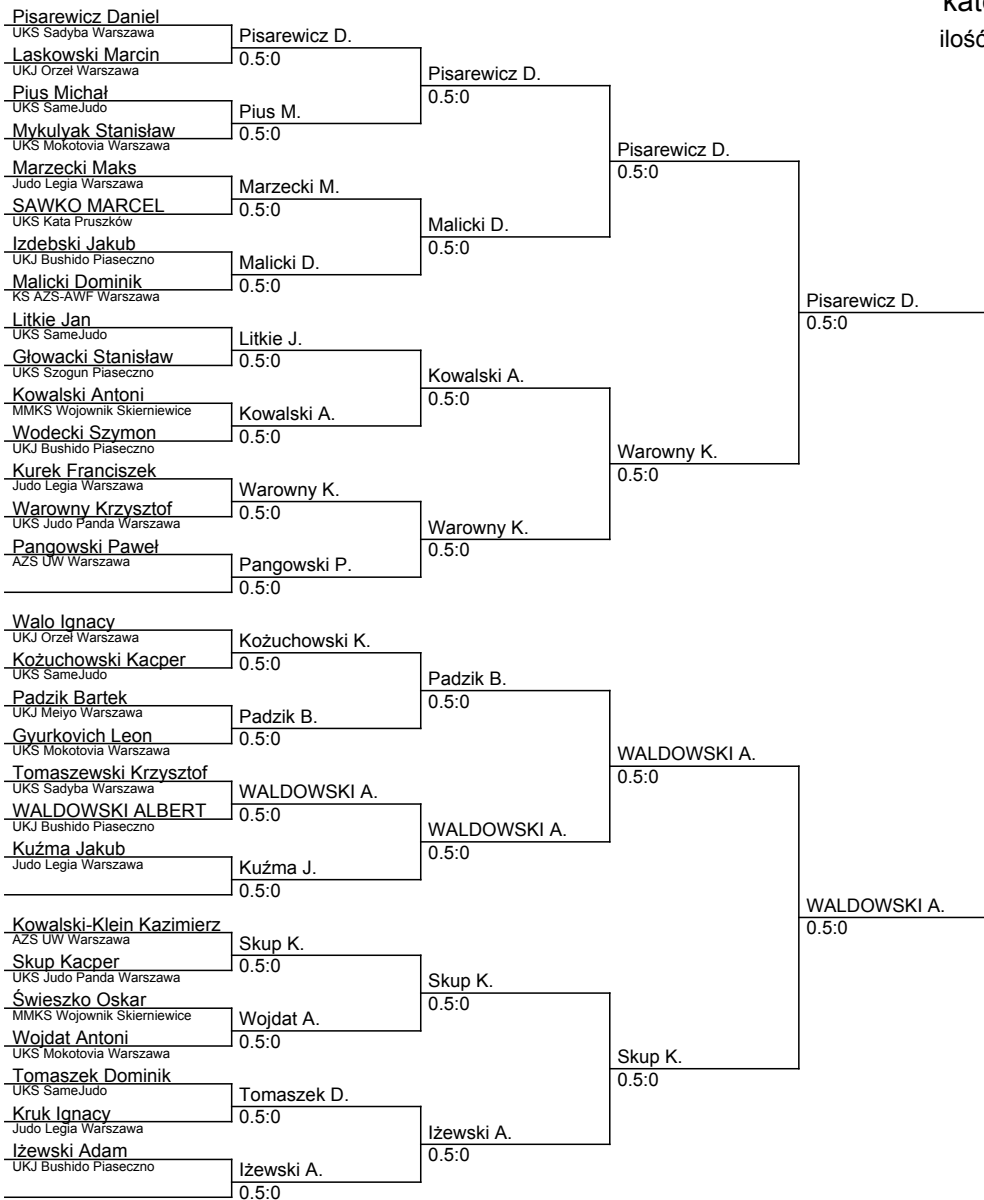 Pisarewicz Daniel
UKS Sadyba Warszawa
Laskowski Marcin
UKJ Orzeł Warszawa
Pius Michał
UKS SameJudo
Mykulyak Stanisław
UKS Mokotovia Warszawa
Marzecki Maks
Judo Legia Warszawa
SAWKO MARCEL
UKS Kata Pruszków
Izdebski Jakub
UKJ Bushido Piaseczno
Malicki Dominik
KS AZS-AWF Warszawa
Litkie Jan
UKS SameJudo
Głowacki Stanisław
UKS Szogun Piaseczno
Kowalski Antoni
MMKS Wojownik Skierniewice
Wodecki Szymon
UKJ Bushido Piaseczno
Kurek Franciszek
Judo Legia Warszawa
Warowny Krzysztof
UKS Judo Panda Warszawa
Pangowski Paweł
AZS UW Warszawa
Walo Ignacy
UKJ Orzeł Warszawa
Kożuchowski Kacper
UKS SameJudo
Padzik Bartek
UKJ Meiyo Warszawa
Gyurkovich Leon
UKS Mokotovia Warszawa
Tomaszewski Krzysztof
UKS Sadyba Warszawa
WALDOWSKI ALBERT
UKJ Bushido Piaseczno
Kuźma Jakub
Judo Legia Warszawa
Kowalski-Klein Kazimierz
AZS UW Warszawa
Skup Kacper
UKS Judo Panda Warszawa
Świeszko Oskar
MMKS Wojownik Skierniewice
Wojdat Antoni
UKS Mokotovia Warszawa
Tomaszek Dominik
UKS SameJudo
Kruk Ignacy
Judo Legia Warszawa
Iżewski Adam
UKJ Bushido Piaseczno
Pisarewicz D.
0.5:0
Pius M.
0.5:0
Marzecki M.
0.5:0
Malicki D.
0.5:0
Litkie J.
0.5:0
Kowalski A.
0.5:0
Warowny K.
0.5:0
Pangowski P.
0.5:0
Kożuchowski K.
0.5:0
Padzik B.
0.5:0
WALDOWSKI A.
0.5:0
Kuźma J.
0.5:0
Skup K.
0.5:0
Wojdat A.
0.5:0
Tomaszek D.
0.5:0
Iżewski A.
0.5:0
Pisarewicz D.
0.5:0
Malicki D.
0.5:0
Kowalski A.
0.5:0
Warowny K.
0.5:0
Padzik B.
0.5:0
WALDOWSKI A.
0.5:0
Skup K.
0.5:0
Iżewski A.
0.5:0
Pisarewicz D.
0.5:0
Warowny K.
0.5:0
WALDOWSKI A.
0.5:0
Skup K.
0.5:0
Pisarewicz D.
0.5:0
WALDOWSKI A.
0.5:0
ilość